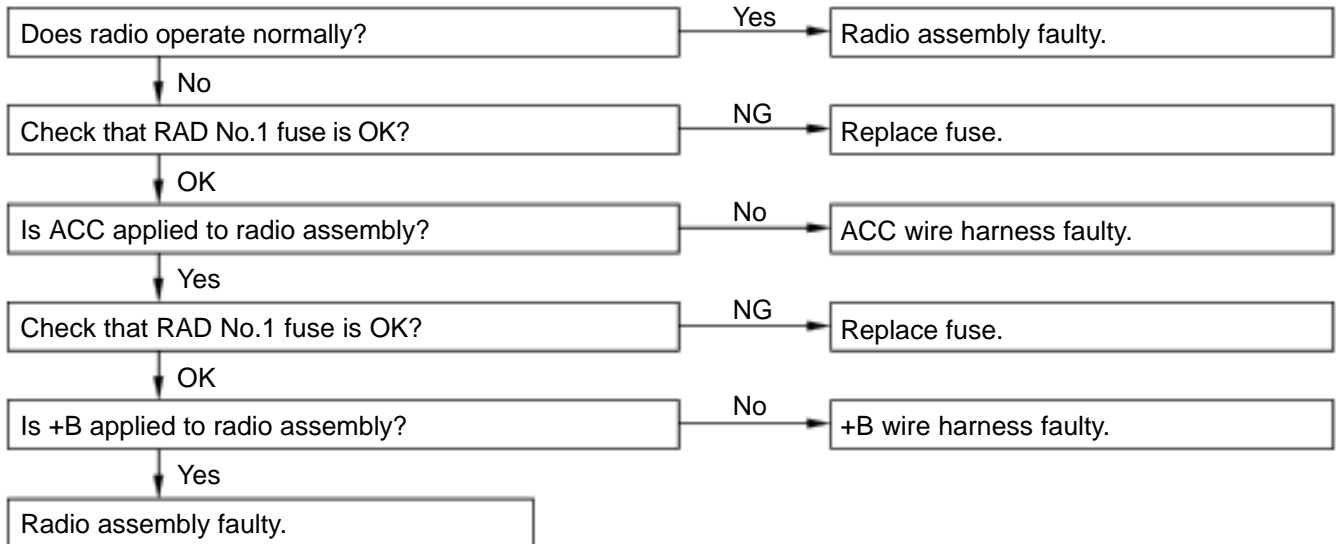 Does radio operate normally?
Yes
Radio assembly faulty.
No
Check that RAD No.1 fuse is OK?
NG
Replace fuse.
OK
Is ACC applied to radio assembly?
No
ACC wire harness faulty.
Yes
Check that RAD No.1 fuse is OK?
NG
Replace fuse.
OK
Is +B applied to radio assembly?
No
+B wire harness faulty.
Yes
Radio assembly faulty.